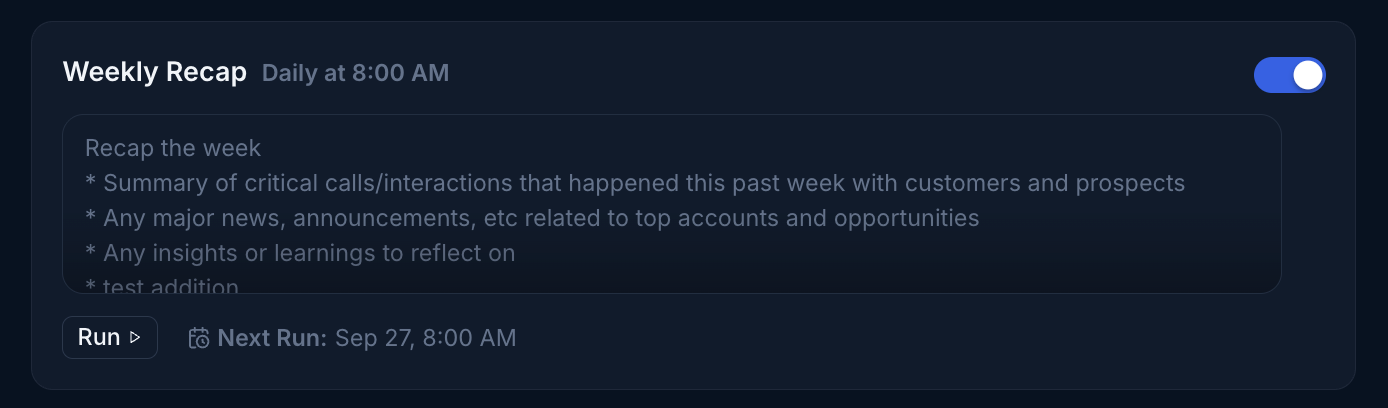 Weekly Recap Daily at 8:00 AM
Recap the week
* Summary of critical calls/interactions that happened this past week with customers and prospects
* Any major news, announcements, etc related to top accounts and opportunities
* Any insights or learnings to reflect on
* test addition
Run
Next Run: Sep 27, 8:00 AM